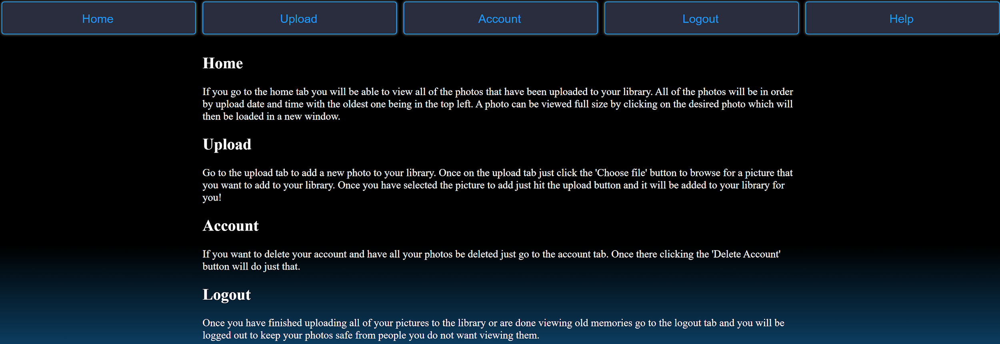 Home Upload Account Logout Help
Home
If you go to the home tab you will be able to view all of the photos that have been uploaded to your library. All of the photos will be in order
by upload date and time with the oldest one being in the top left. A photo can be viewed full size by clicking on the desired photo which will
then be loaded in a new window.
Upload
Go to the upload tab to add a new photo to your library. Once on the upload tab just click the 'Choose file' button to browse for a picture that
you want to add to your library. Once you have selected the picture to add just hit the upload button and it will be added to your library for
you!
Account
If you want to delete your account and have all your photos be deleted just go to the account tab. Once there clicking the 'Delete Account'
button will do just that.
Logout
Once you have finished uploading all of your pictures to the library or are done viewing old memories go to the logout tab and you will be
logged out to keep your photos safe from people you do not want viewing them.